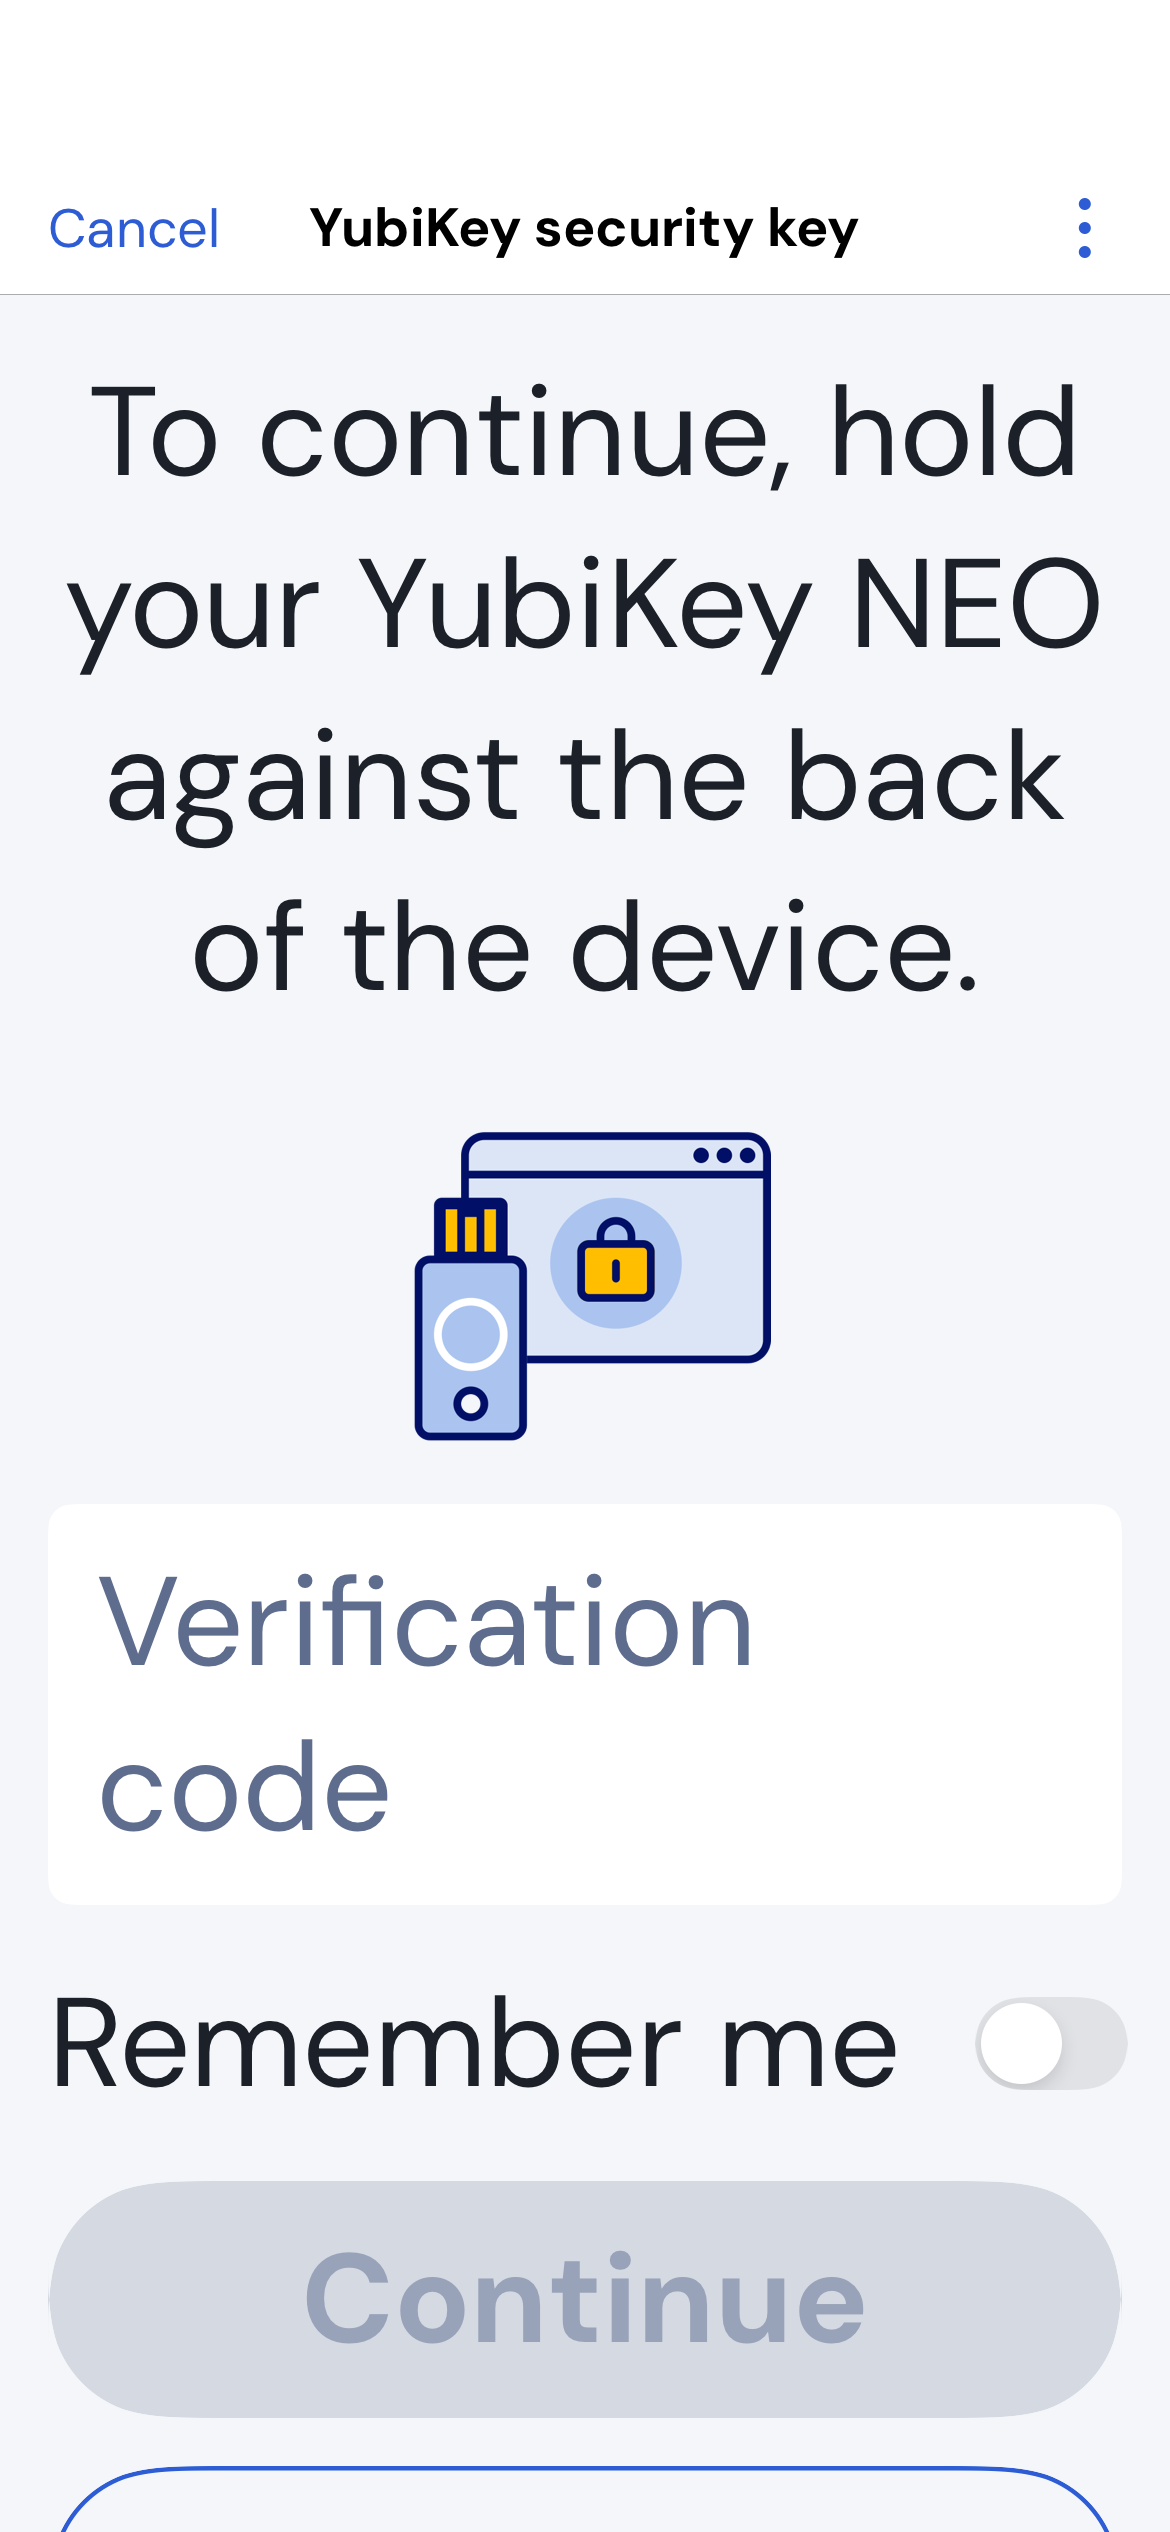 Cancel YubiKey security key
To continue, hold
your YubiKey NEO
against the back
of the device.
Verification
code
Remember me
Continue